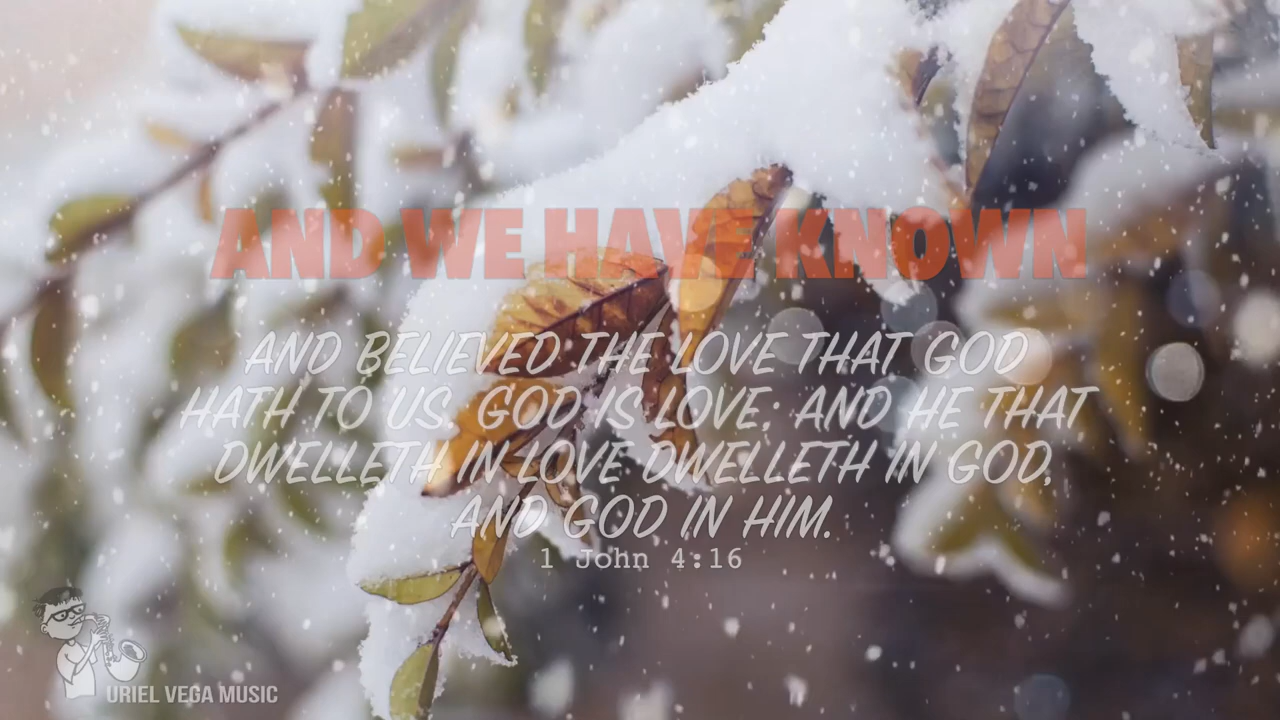 AND WE HAVE KNOWN
AND BELIEVED THE LOVE THAT GOD
HATH TO US. GOD IS LOVE; AND HE THAT
DWELLETH IN LOVE DWELLETH IN GOD,
AND GOD IN HIM.
1 John 4:16
URIEL VEGA MUSIC